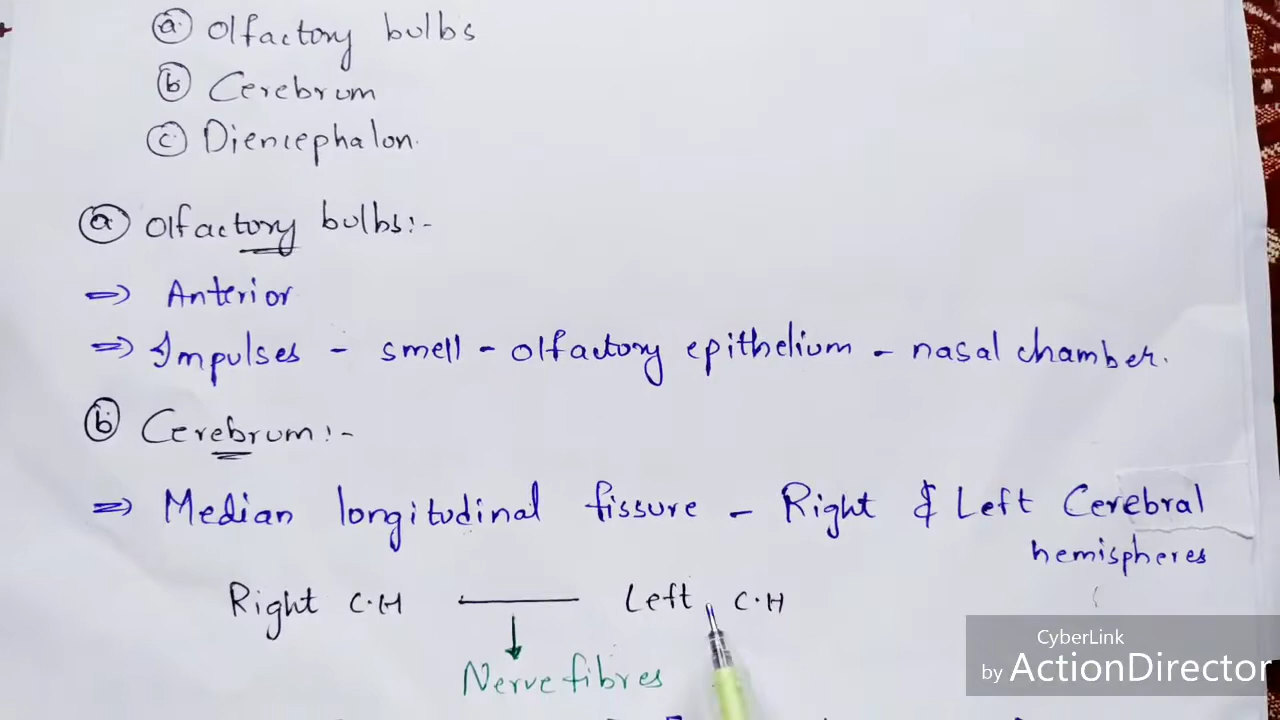 ⓐ Olfactory bulbs
ⓑ Cerebrum
ⓒ Diencephalon.
ⓐ Olfactory bulbs:-
⇒ Anterior
⇒ Impulses - smell - olfactory epithelium - nasal chamber.
ⓑ Cerebrum :-
⇒ Median longitudinal fissure - Right & Left Cerebral
hemispheres
Right C.H — Left C.H
↓
Nerve fibres
CyberLink
by ActionDirector